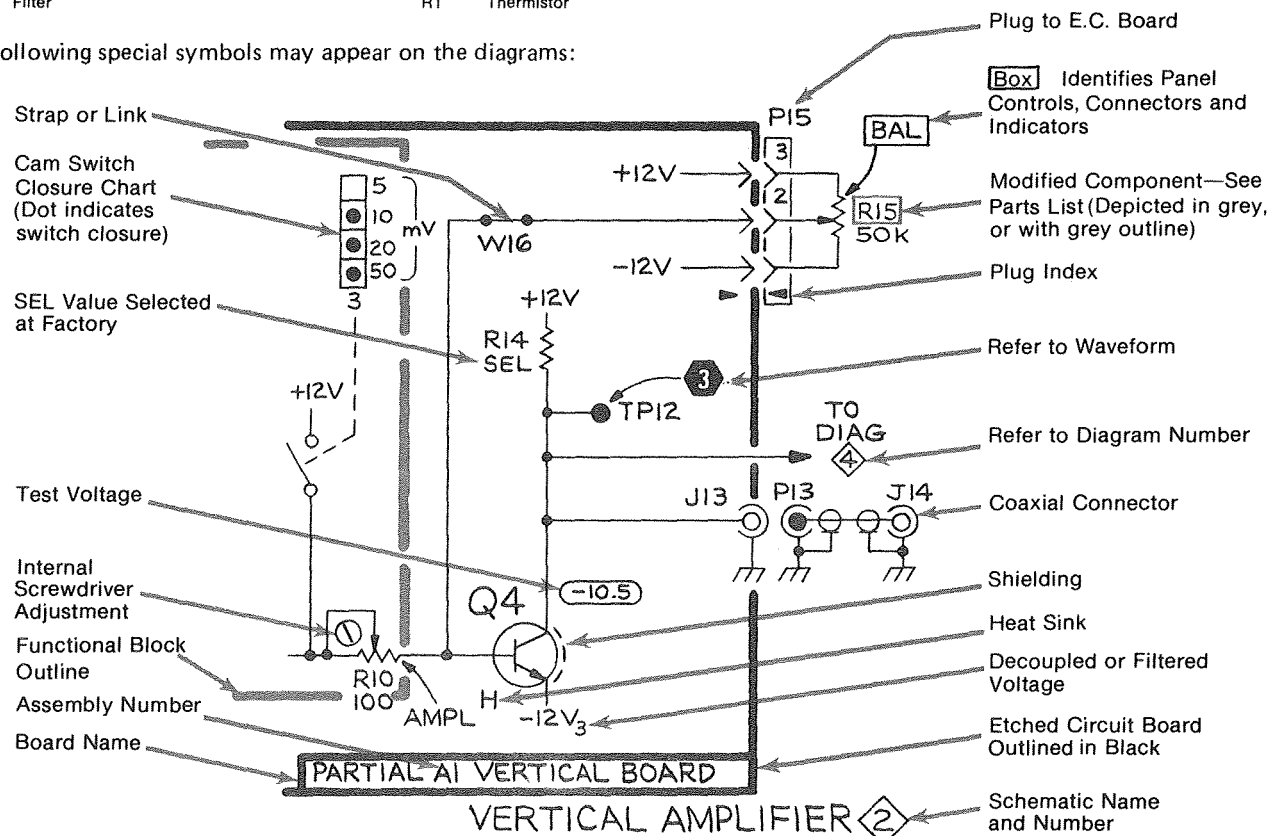 Filter
RT Thermistor
ollowing special symbols may appear on the diagrams:
Strap or Link
Cam Switch
Closure Chart
(Dot indicates
switch closure)
SEL Value Selected
at Factory
Test Voltage
Internal
Screwdriver
Adjustment
Functional Block
Outline
Assembly Number
Board Name
5
10
20
50
mV
3
+12V
R10
100
AMPL
W16
+12V
R14
SEL
TP12
3
Q4
-10.5
H
-12V3
+12V
-12V
P15
3
2
BAL
R15
50K
TO
DIAG
4
J13
P13
J14
PARTIAL A1 VERTICAL BOARD
VERTICAL AMPLIFIER 2
Plug to E.C. Board
Box Identifies Panel
Controls, Connectors and
Indicators
Modified Component—See
Parts List (Depicted in grey,
or with grey outline)
Plug Index
Refer to Waveform
Refer to Diagram Number
Coaxial Connector
Shielding
Heat Sink
Decoupled or Filtered
Voltage
Etched Circuit Board
Outlined in Black
Schematic Name
and Number